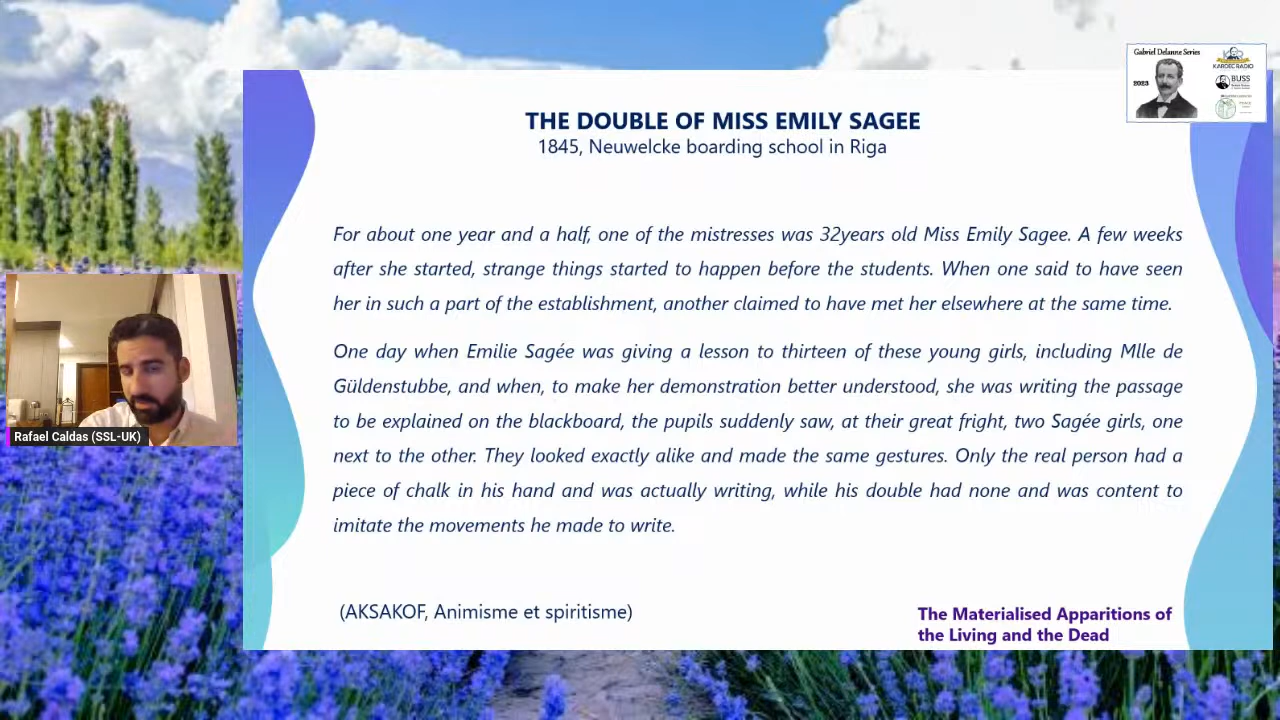 Gabriel Delanne Series
2023
KARDEC RADIO
BUSS
THE DOUBLE OF MISS EMILY SAGEE
1845, Neuwelcke boarding school in Riga
For about one year and a half, one of the mistresses was 32years old Miss Emily Sagee. A few weeks
after she started, strange things started to happen before the students. When one said to have seen
her in such a part of the establishment, another claimed to have met her elsewhere at the same time.
One day when Emilie Sagée was giving a lesson to thirteen of these young girls, including Mlle de
Güldenstubbe, and when, to make her demonstration better understood, she was writing the passage
to be explained on the blackboard, the pupils suddenly saw, at their great fright, two Sagée girls, one
next to the other. They looked exactly alike and made the same gestures. Only the real person had a
piece of chalk in his hand and was actually writing, while his double had none and was content to
imitate the movements he made to write.
Rafael Caldas (SSL-UK)
(AKSAKOF, Animisme et spiritisme)
The Materialised Apparitions of
the Living and the Dead